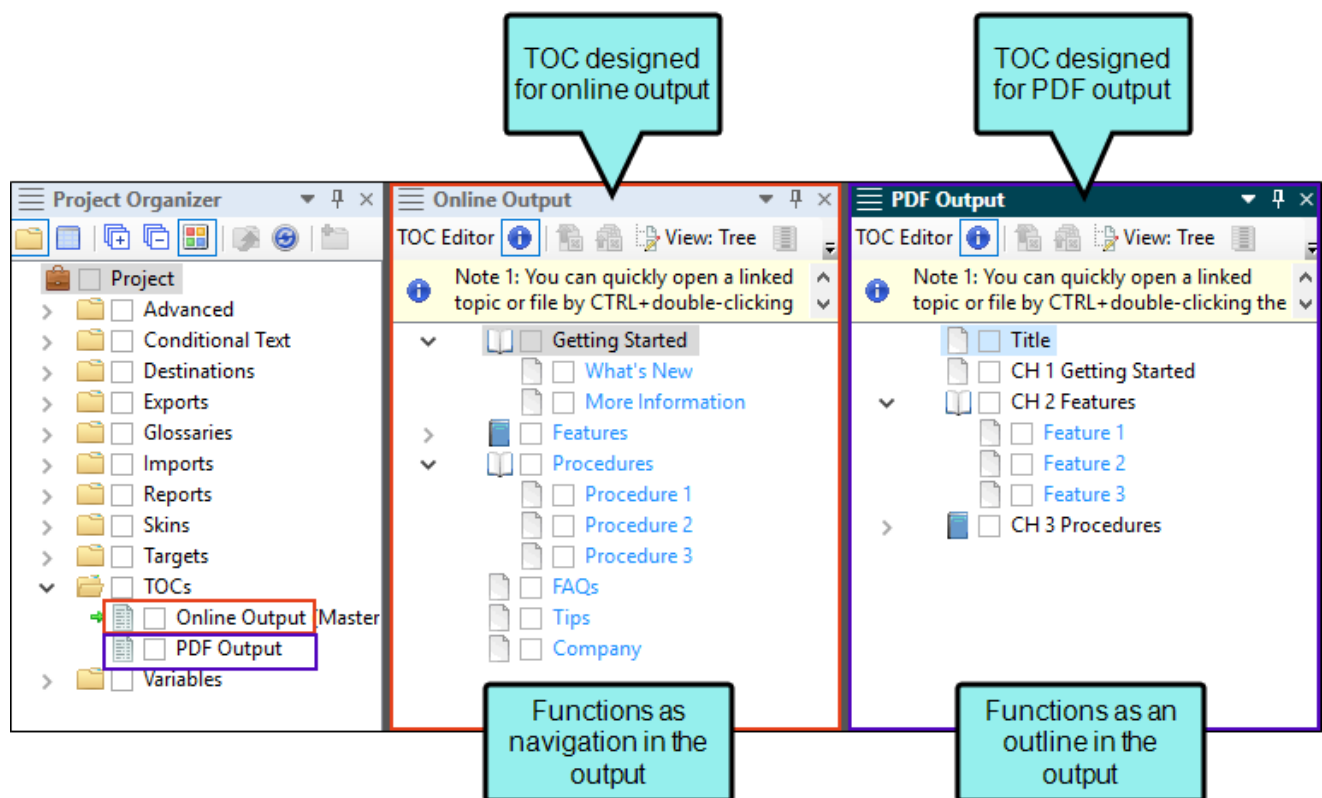 TOC designed
for online output
TOC designed
for PDF output
Project Organizer
Project
Advanced
Conditional Text
Destinations
Exports
Glossaries
Imports
Reports
Skins
Targets
TOCs
Online Output (Master
PDF Output
Variables
Online Output
TOC Editor View: Tree
Note 1: You can quickly open a linked
topic or file by CTRL+double-clicking
Getting Started
What's New
More Information
Features
Procedures
Procedure 1
Procedure 2
Procedure 3
FAQs
Tips
Company
Functions as
navigation in the
output
PDF Output
TOC Editor View: Tree
Note 1: You can quickly open a linked
topic or file by CTRL+double-clicking the
Title
CH 1 Getting Started
CH 2 Features
Feature 1
Feature 2
Feature 3
CH 3 Procedures
Functions as an
outline in the
output